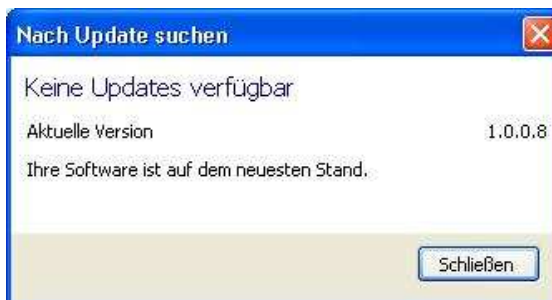 Nach Update suchen
Keine Updates verfügbar
Aktuelle Version 1.0.0.8
Ihre Software ist auf dem neuesten Stand.
Schließen